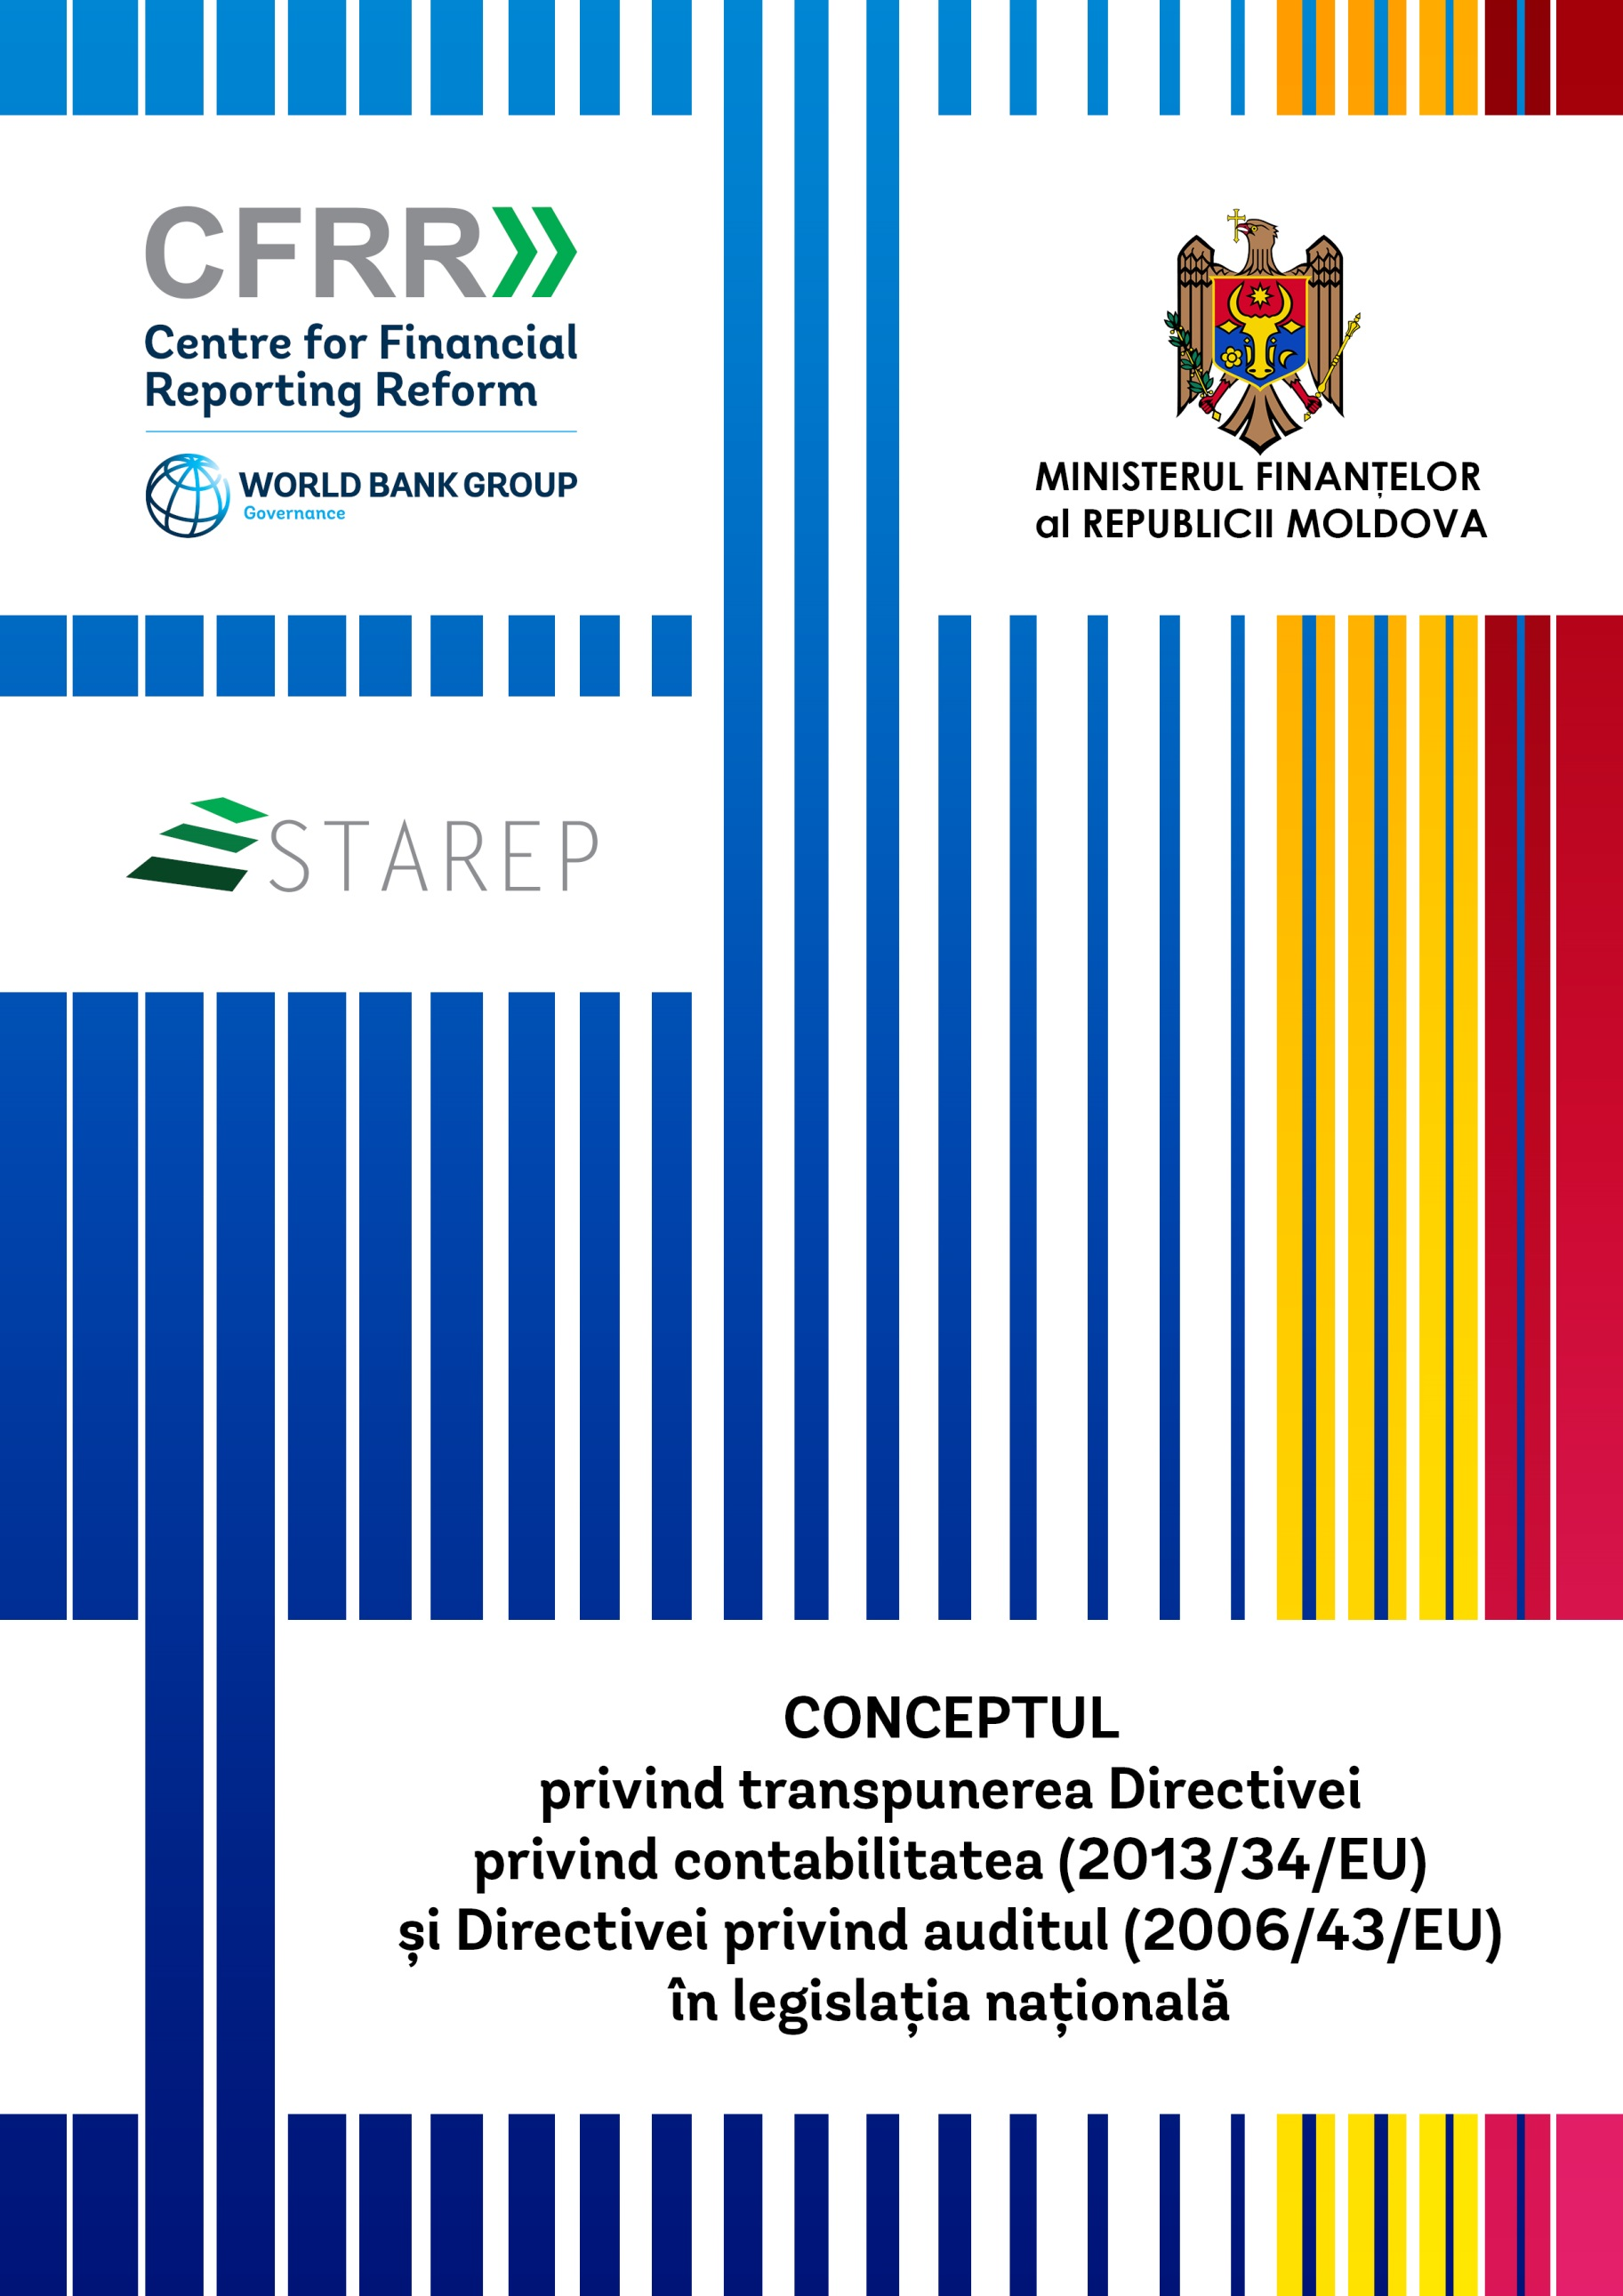 CFRR
Centre for Financial
Reporting Reform
WORLD BANK GROUP
Governance
MINISTERUL FINANȚELOR
al REPUBLICII MOLDOVA
STAREP
CONCEPTUL
privind transpunerea Directivei
privind contabilitatea (2013/34/EU)
și Directivei privind auditul (2006/43/EU)
în legislația națională